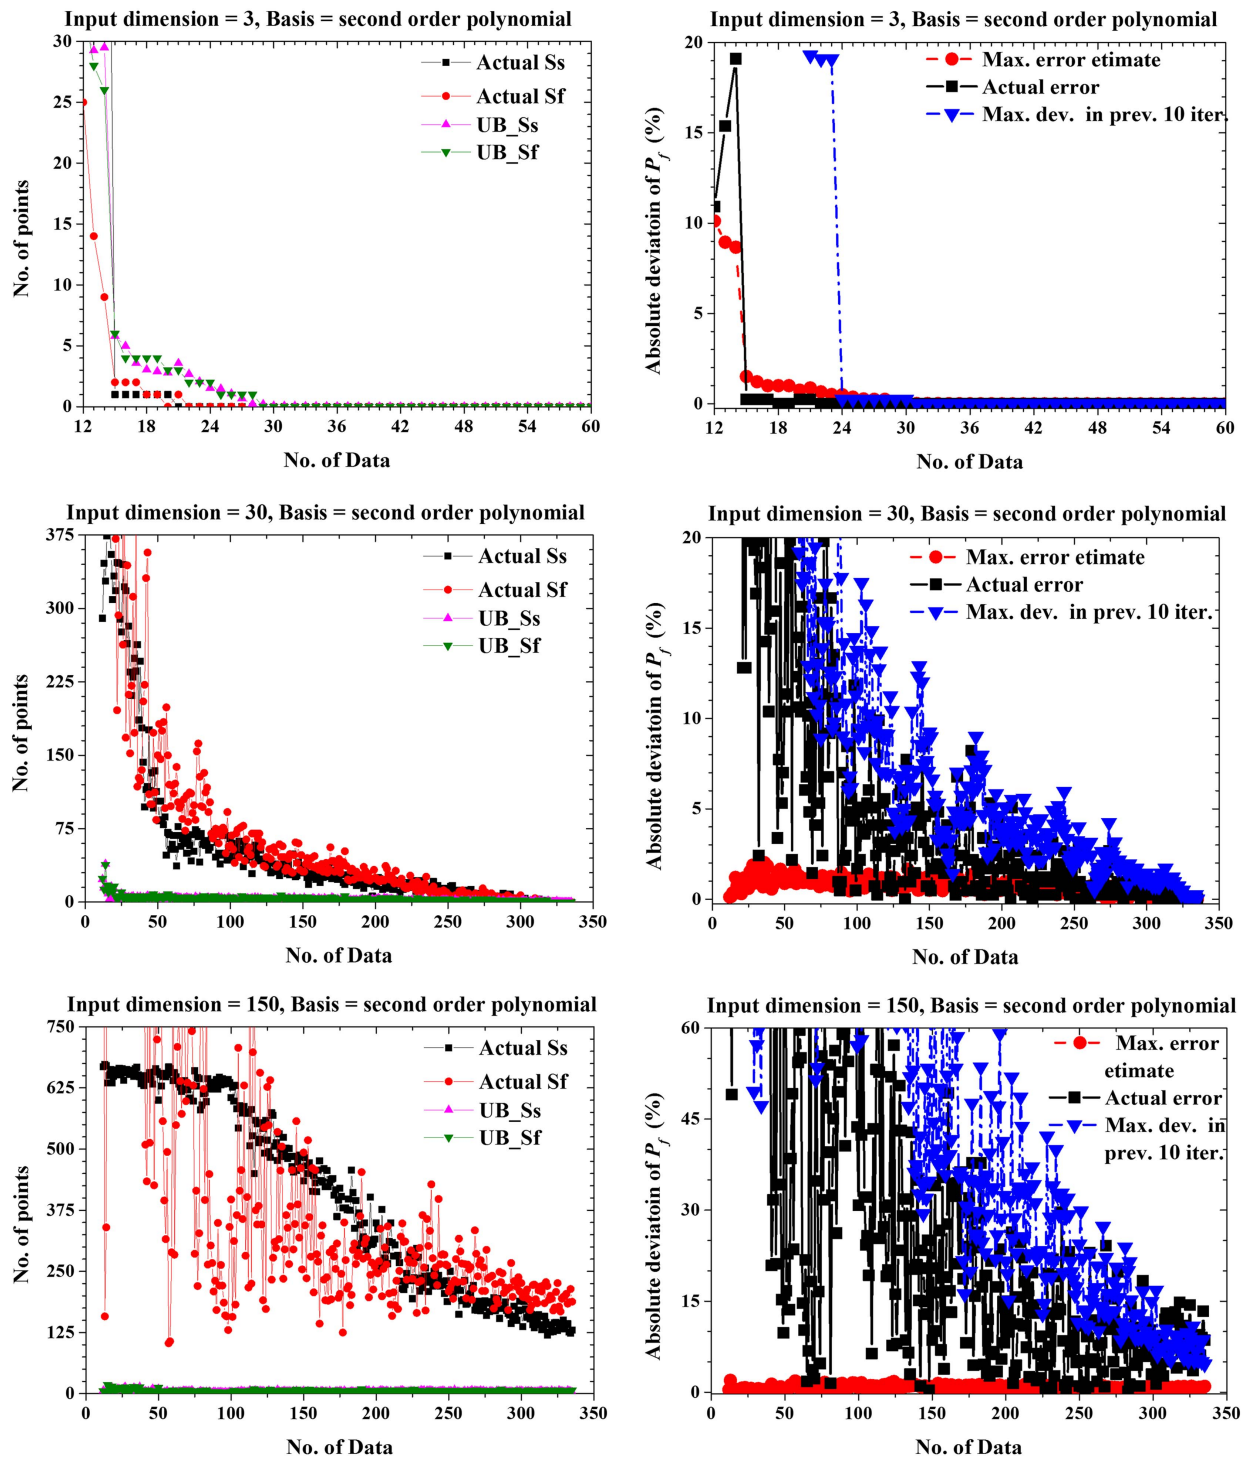 Input dimension = 3, Basis = second order polynomial
30
25
20
15
10
5
0
No. of points
Actual Ss
Actual Sf
UB_Ss
UB_Sf
12 18 24 30 36 42 48 54 60
No. of Data
Input dimension = 3, Basis = second order polynomial
20
15
10
5
0
Absolute deviatoin of Pf (%)
Max. error etimate
Actual error
Max. dev. in prev. 10 iter.
12 18 24 30 36 42 48 54 60
No. of Data
Input dimension = 30, Basis = second order polynomial
375
300
225
150
75
0
No. of points
Actual Ss
Actual Sf
UB_Ss
UB_Sf
0 50 100 150 200 250 300 350
No. of Data
Input dimension = 30, Basis = second order polynomial
20
15
10
5
0
Absolute deviatoin of Pf (%)
Max. error etimate
Actual error
Max. dev. in prev. 10 iter.
0 50 100 150 200 250 300 350
No. of Data
Input dimension = 150, Basis = second order polynomial
750
625
500
375
250
125
0
No. of points
Actual Ss
Actual Sf
UB_Ss
UB_Sf
0 50 100 150 200 250 300 350
No. of Data
Input dimension = 150, Basis = second order polynomial
60
45
30
15
0
Absolute deviatoin of Pf (%)
Max. error
etimate
Actual error
Max. dev. in
prev. 10 iter.
0 50 100 150 200 250 300 350
No. of Data